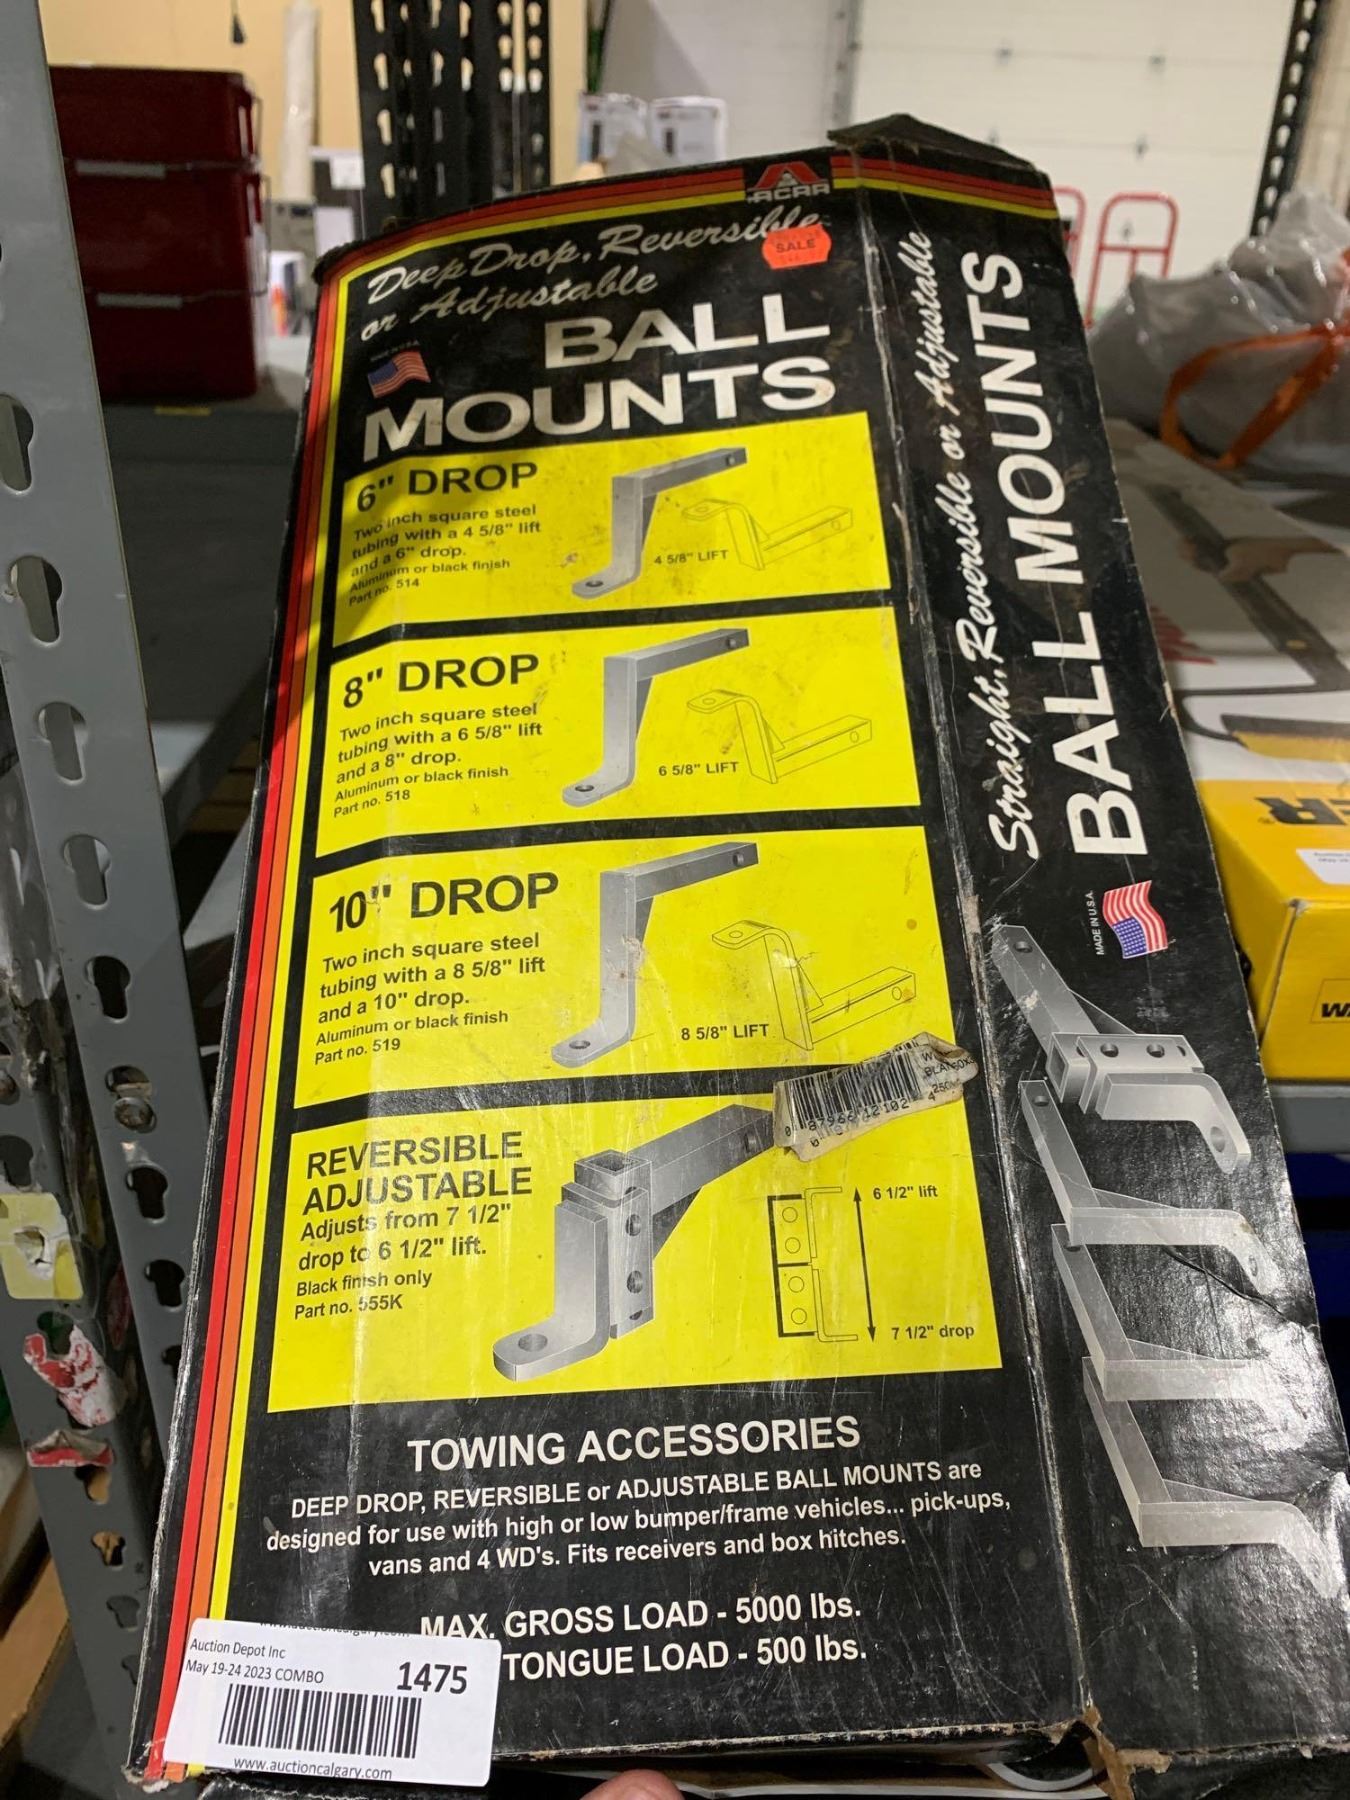 ACAR
Deep Drop, Reversible
or Adjustable
SALE
MADE IN U.S.A.
BALL
MOUNTS
6" DROP
Two inch square steel
tubing with a 4 5/8" lift
and a 6" drop.
Aluminum or black finish
Part no. 514
4 5/8" LIFT
8" DROP
Two inch square steel
tubing with a 6 5/8" lift
and a 8" drop.
Aluminum or black finish
Part no. 518
6 5/8" LIFT
10" DROP
Two inch square steel
tubing with a 8 5/8" lift
and a 10" drop.
Aluminum or black finish
Part no. 519
8 5/8" LIFT
REVERSIBLE
ADJUSTABLE
Adjusts from 7 1/2"
drop to 6 1/2" lift.
Black finish only
Part no. 555K
6 1/2" lift
7 1/2" drop
TOWING ACCESSORIES
DEEP DROP, REVERSIBLE or ADJUSTABLE BALL MOUNTS are
designed for use with high or low bumper/frame vehicles... pick-ups,
vans and 4 WD's. Fits receivers and box hitches.
MAX. GROSS LOAD - 5000 lbs.
TONGUE LOAD - 500 lbs.
Auction Depot Inc
May 19-24 2023 COMBO
1475
www.auctioncalgary.com
Straight, Reversible or Adjustable
BALL MOUNTS
MADE IN U.S.A.